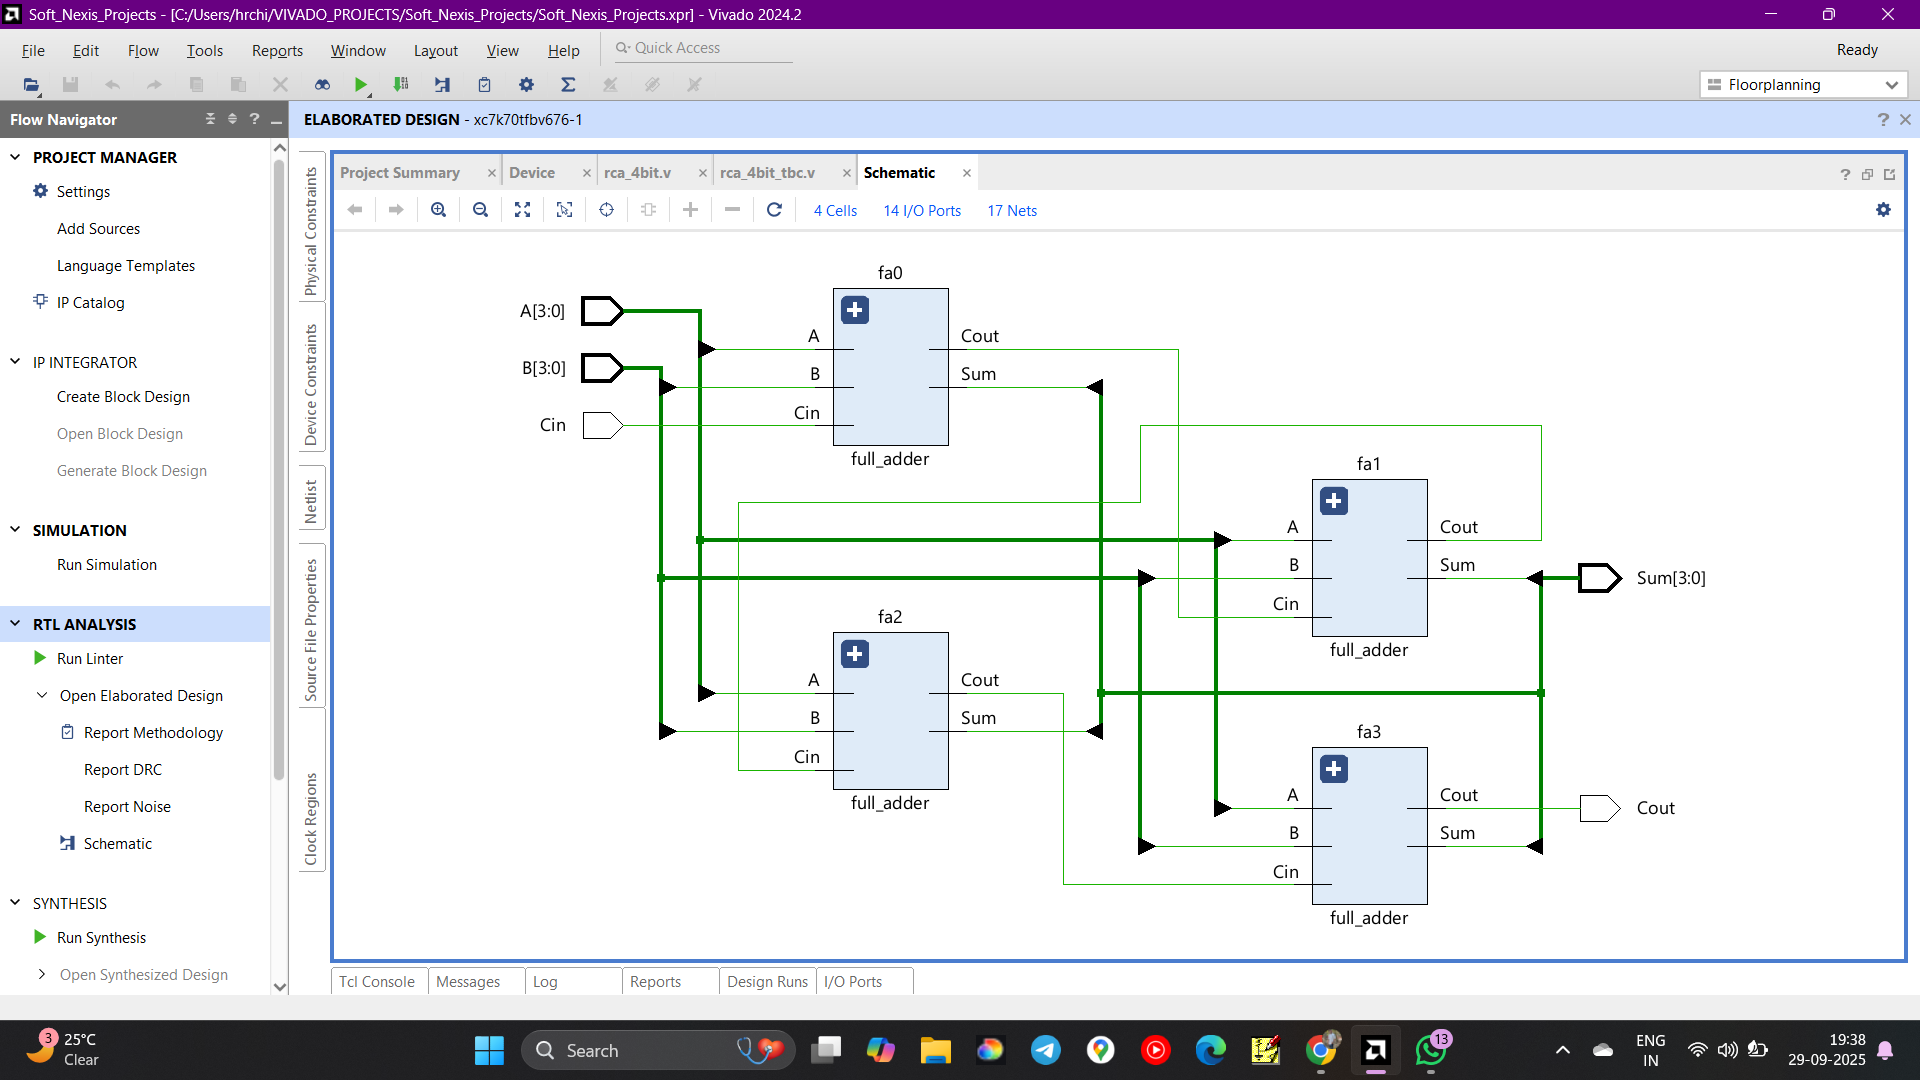 Soft_Nexis_Projects - [C:/Users/hrchi/VIVADO_PROJECTS/Soft_Nexis_Projects/Soft_Nexis_Projects.xpr] - Vivado 2024.2
File Edit Flow Tools Reports Window Layout View Help Quick Access Ready
Floorplanning
Flow Navigator ?
ELABORATED DESIGN - xc7k70tfbv676-1 ?
PROJECT MANAGER
Settings
Add Sources
Language Templates
IP Catalog
IP INTEGRATOR
Create Block Design
Open Block Design
Generate Block Design
SIMULATION
Run Simulation
RTL ANALYSIS
Run Linter
Open Elaborated Design
Report Methodology
Report DRC
Report Noise
Schematic
SYNTHESIS
Run Synthesis
Open Synthesized Design
Physical Constraints
Device Constraints
Netlist
Source File Properties
Clock Regions
Project Summary Device rca_4bit.v rca_4bit_tbc.v Schematic ?
4 Cells 14 I/O Ports 17 Nets
A[3:0]
B[3:0]
Cin
fa0
A
B
Cin
Cout
Sum
full_adder
fa1
A
B
Cin
Cout
Sum
full_adder
Sum[3:0]
fa2
A
B
Cin
Cout
Sum
full_adder
fa3
A
B
Cin
Cout
Sum
full_adder
Cout
Tcl Console Messages Log Reports Design Runs I/O Ports
3
25°C
Clear
Search
13
ENG
IN
19:38
29-09-2025